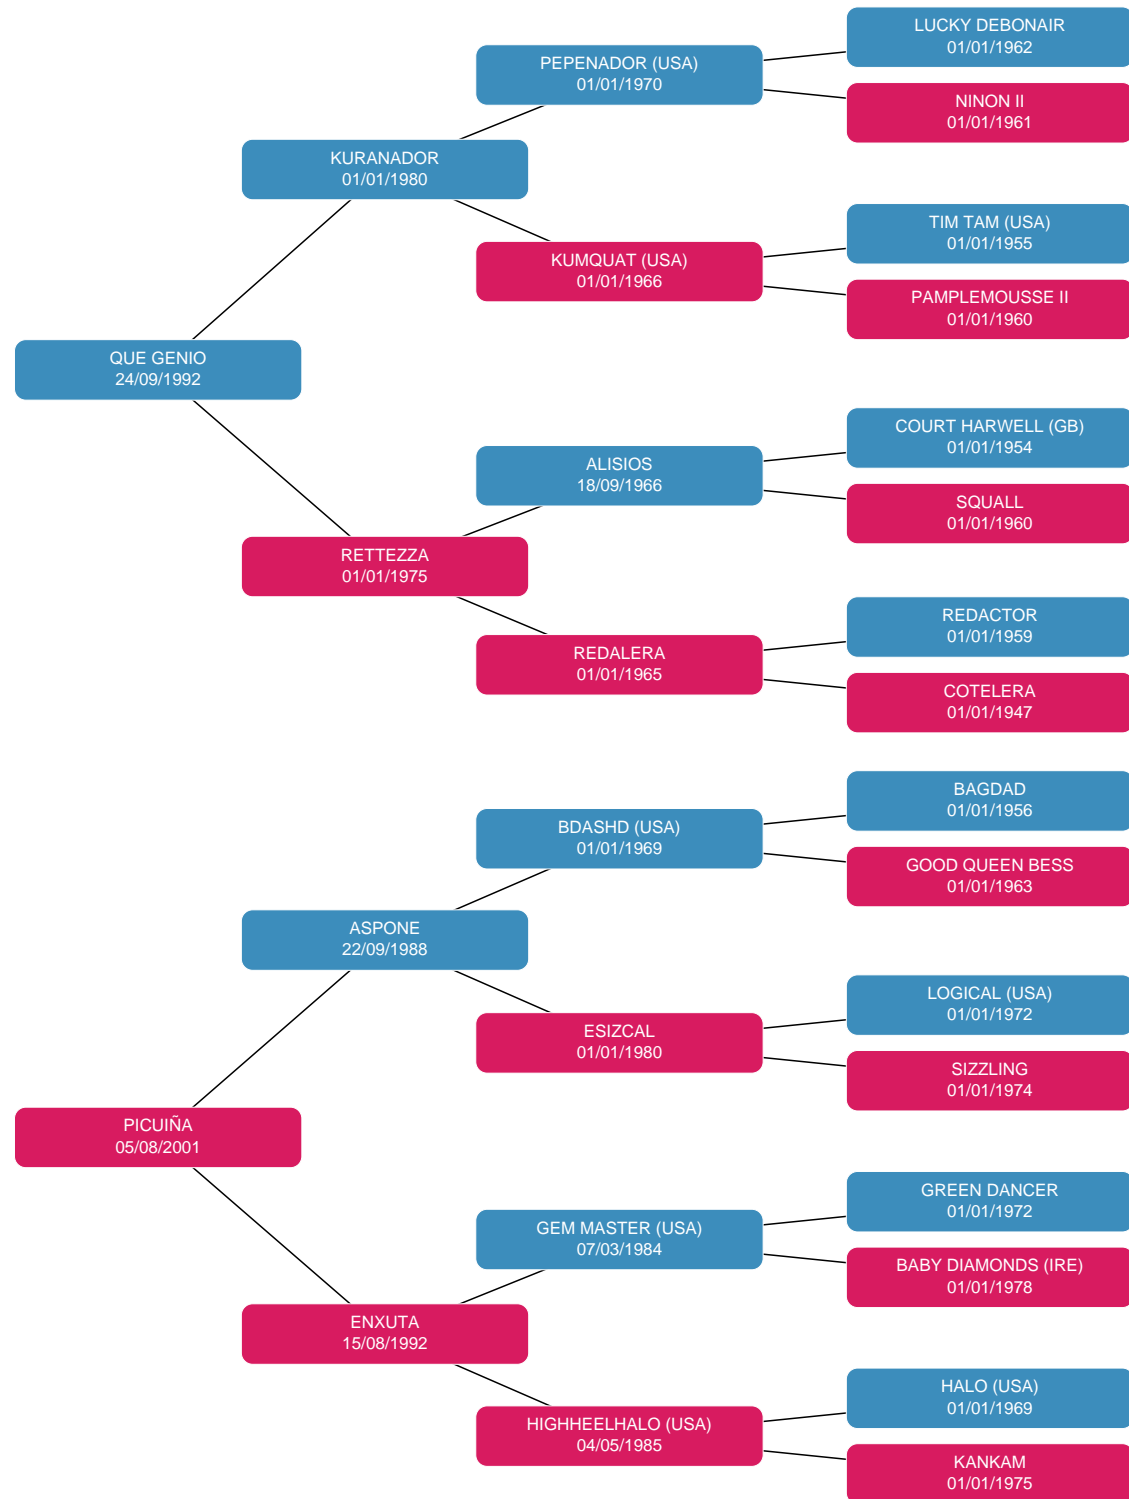 LUCKY DEBONAIR
01/01/1962
PEPENADOR (USA)
01/01/1970
NINON II
01/01/1961
KURANADOR
01/01/1980
TIM TAM (USA)
01/01/1955
KUMQUAT (USA)
01/01/1966
PAMPLEMOUSSE II
01/01/1960
QUE GENIO
24/09/1992
COURT HARWELL (GB)
01/01/1954
ALISIOS
18/09/1966
SQUALL
01/01/1960
RETTEZZA
01/01/1975
REDACTOR
01/01/1959
REDALERA
01/01/1965
COTELERA
01/01/1947
BAGDAD
01/01/1956
BDASHD (USA)
01/01/1969
GOOD QUEEN BESS
01/01/1963
ASPONE
22/09/1988
LOGICAL (USA)
01/01/1972
ESIZCAL
01/01/1980
SIZZLING
01/01/1974
PICUIÑA
05/08/2001
GREEN DANCER
01/01/1972
GEM MASTER (USA)
07/03/1984
BABY DIAMONDS (IRE)
01/01/1978
ENXUTA
15/08/1992
HALO (USA)
01/01/1969
HIGHHEELHALO (USA)
04/05/1985
KANKAM
01/01/1975